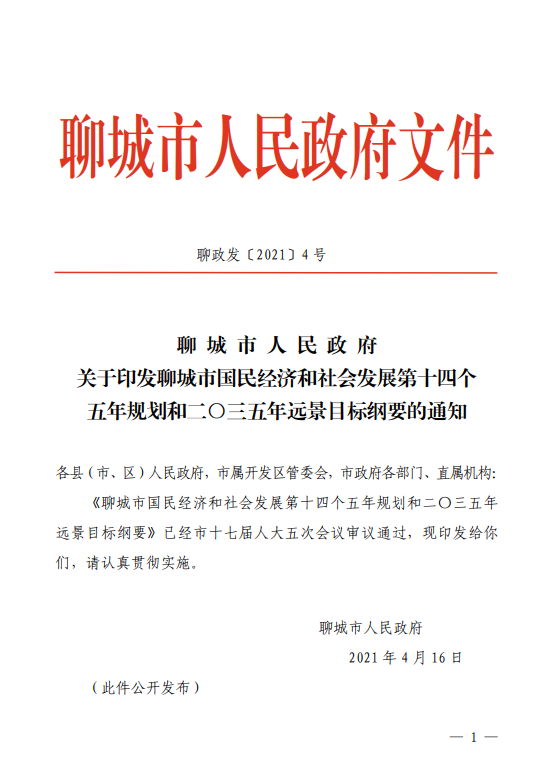 聊城市人民政府文件
聊政发〔2021〕4号
聊城市人民政府
关于印发聊城市国民经济和社会发展第十四个
五年规划和二〇三五年远景目标纲要的通知
各县（市、区）人民政府，市属开发区管委会，市政府各部门、直属机构：
《聊城市国民经济和社会发展第十四个五年规划和二〇三五年
远景目标纲要》已经市十七届人大五次会议审议通过，现印发给你
们，请认真贯彻实施。
聊城市人民政府
2021年4月16日
（此件公开发布）
— 1 —